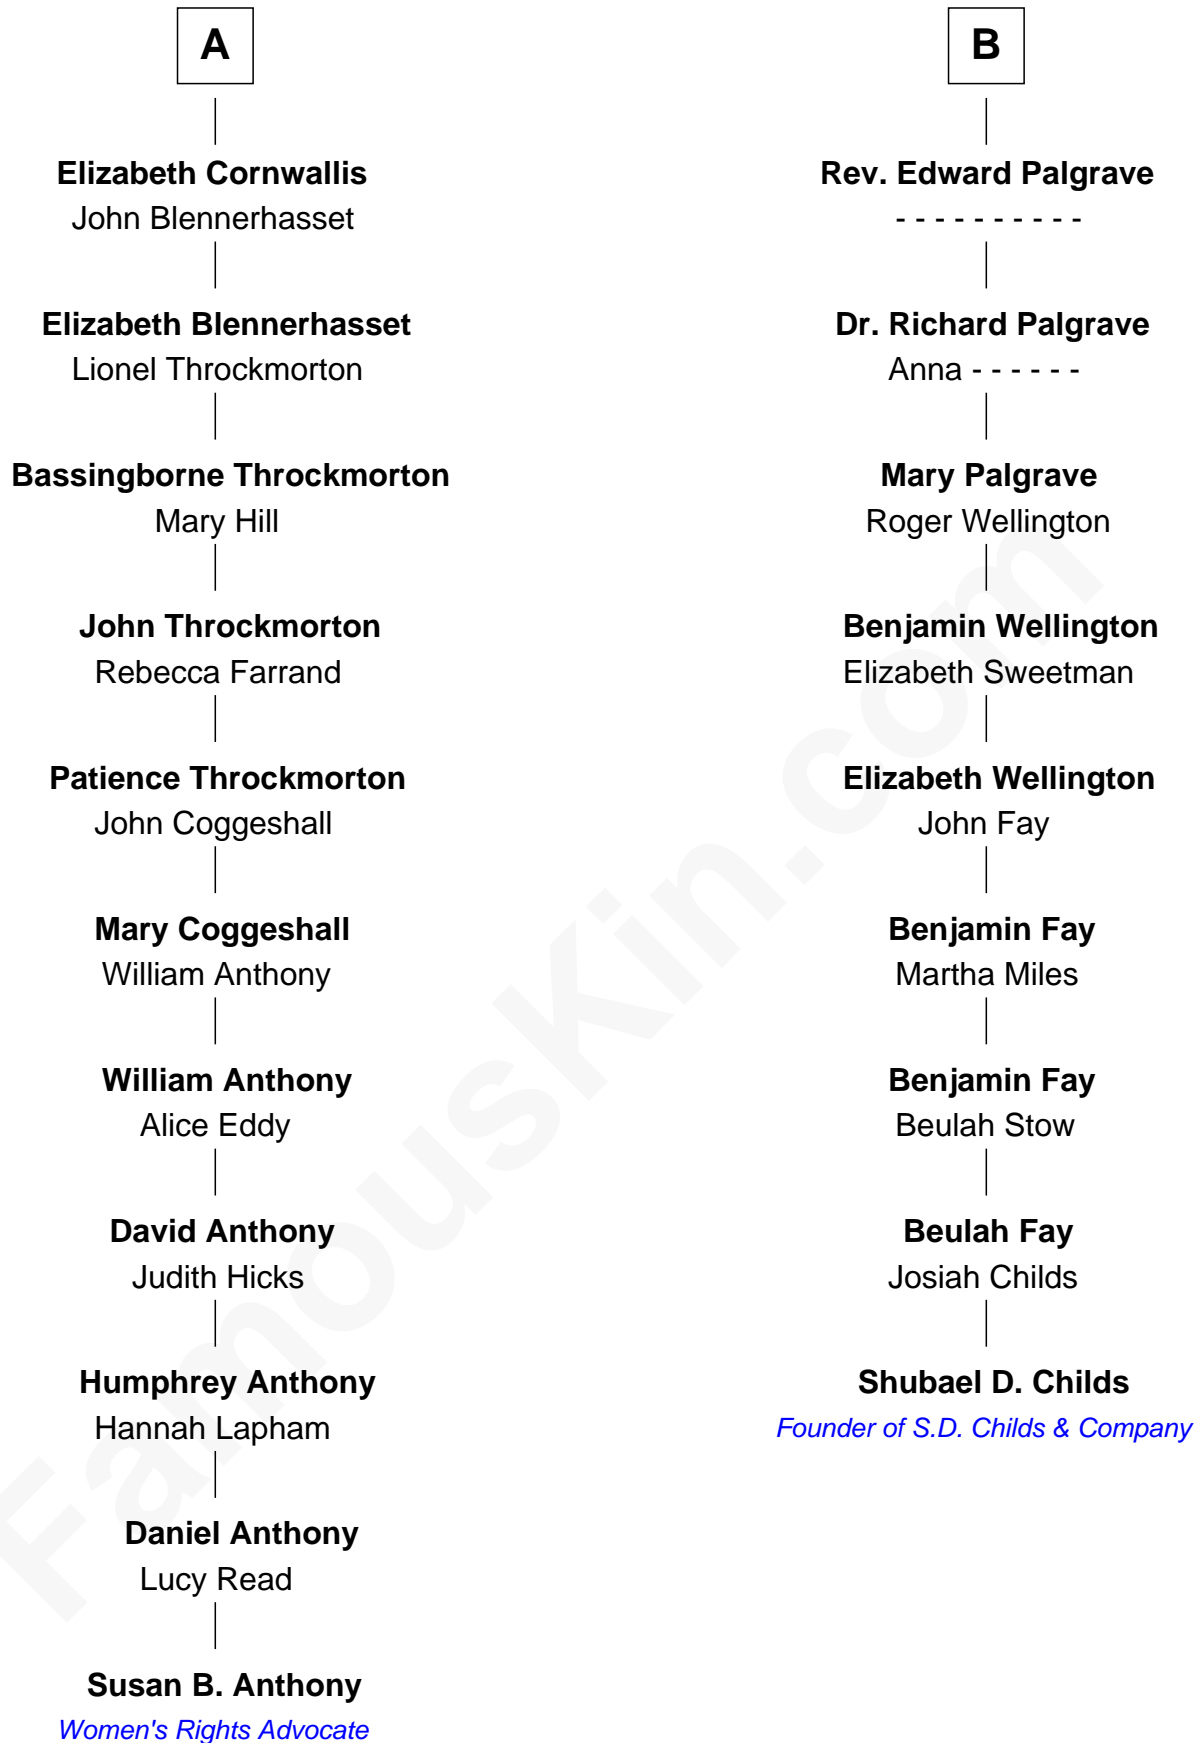 A
Elizabeth Cornwallis
John Blennerhasset
Elizabeth Blennerhasset
Lionel Throckmorton
Bassingborne Throckmorton
Mary Hill
John Throckmorton
Rebecca Farrand
Patience Throckmorton
John Coggeshall
Mary Coggeshall
William Anthony
William Anthony
Alice Eddy
David Anthony
Judith Hicks
Humphrey Anthony
Hannah Lapham
Daniel Anthony
Lucy Read
Susan B. Anthony
Women's Rights Advocate
B
Rev. Edward Palgrave
- - - - - - - - - -
Dr. Richard Palgrave
Anna - - - - - -
Mary Palgrave
Roger Wellington
Benjamin Wellington
Elizabeth Sweetman
Elizabeth Wellington
John Fay
Benjamin Fay
Martha Miles
Benjamin Fay
Beulah Stow
Beulah Fay
Josiah Childs
Shubael D. Childs
Founder of S.D. Childs & Company
FamousKin.com